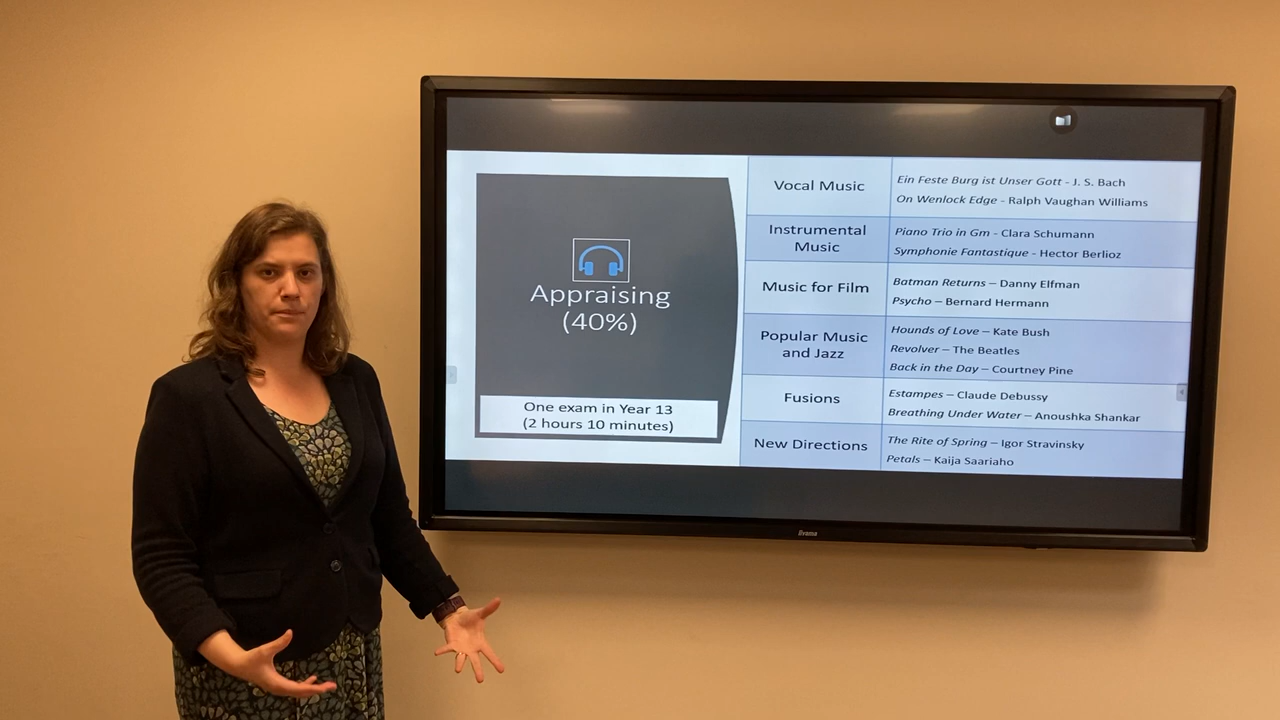 Appraising
(40%)
One exam in Year 13
(2 hours 10 minutes)
Vocal Music
Ein Feste Burg ist Unser Gott - J. S. Bach
On Wenlock Edge - Ralph Vaughan Williams
Instrumental
Music
Piano Trio in Gm - Clara Schumann
Symphonie Fantastique - Hector Berlioz
Music for Film
Batman Returns – Danny Elfman
Psycho – Bernard Hermann
Popular Music
and Jazz
Hounds of Love – Kate Bush
Revolver – The Beatles
Back in the Day – Courtney Pine
Fusions
Estampes – Claude Debussy
Breathing Under Water – Anoushka Shankar
New Directions
The Rite of Spring – Igor Stravinsky
Petals – Kaija Saariaho
iiyama